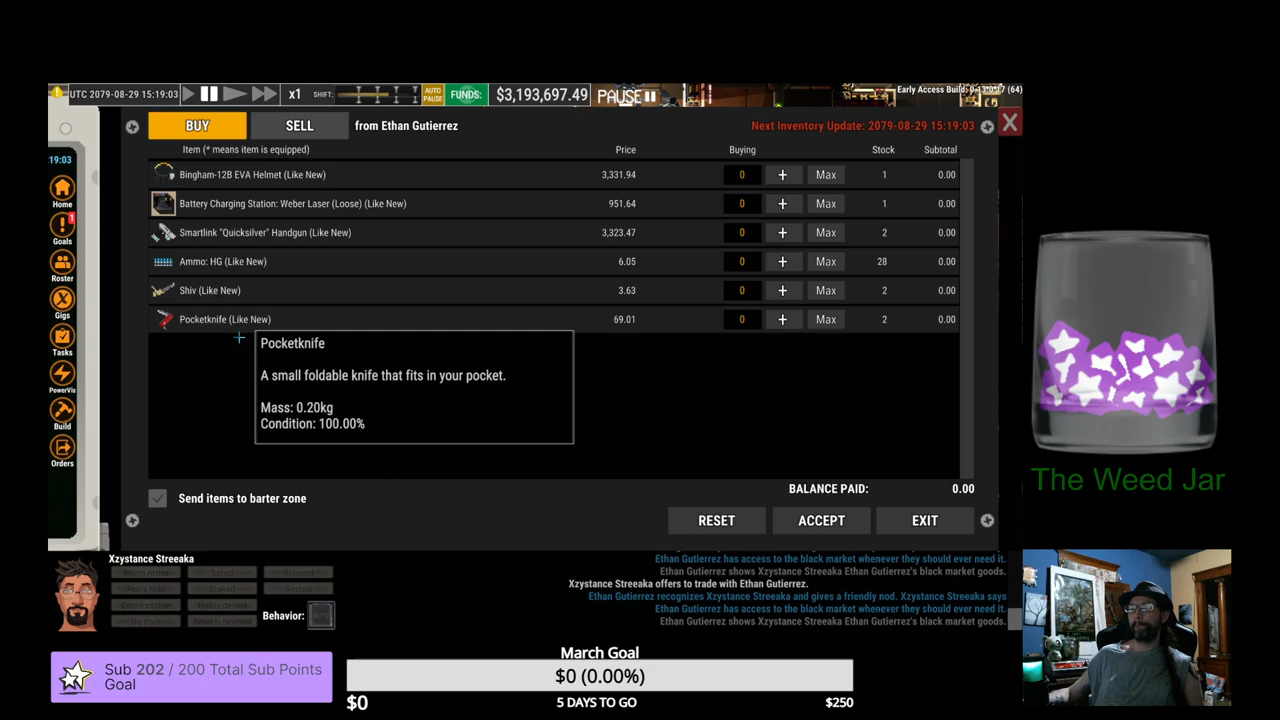 UTC 2079-08-29 15:19:03
x1
SHIFT:
AUTO PAUSE
FUNDS:
$3,193,697.49
PAUSE
Early Access Build:
BUY
SELL
from Ethan Gutierrez
Next Inventory Update: 2079-08-29 15:19:03
X
Item (* means item is equipped) Price Buying Stock Subtotal
Bingham-12B EVA Helmet (Like New) 3,331.94 0 + Max 1 0.00
Battery Charging Station: Weber Laser (Loose) (Like New) 951.64 0 + Max 1 0.00
Smartlink "Quicksilver" Handgun (Like New) 3,323.47 0 + Max 2 0.00
Ammo: HG (Like New) 6.05 0 + Max 28 0.00
Shiv (Like New) 3.63 0 + Max 2 0.00
Pocketknife (Like New) 69.01 0 + Max 2 0.00
Pocketknife
A small foldable knife that fits in your pocket.
Mass: 0.20kg
Condition: 100.00%
19:03
Home
1
Goals
Roster
Gigs
Tasks
PowerVis
Build
Orders
Send items to barter zone
BALANCE PAID: 0.00
RESET
ACCEPT
EXIT
The Weed Jar
Xzystance Streeaka
Behavior:
Ethan Gutierrez has access to the black market whenever they should ever need it.
Ethan Gutierrez shows Xzystance Streeaka Ethan Gutierrez's black market goods.
Xzystance Streeaka offers to trade with Ethan Gutierrez.
Ethan Gutierrez recognizes Xzystance Streeaka and gives a friendly nod. Xzystance Streeaka says
Ethan Gutierrez has access to the black market whenever they should ever need it.
Ethan Gutierrez shows Xzystance Streeaka Ethan Gutierrez's black market goods.
Sub 202 / 200 Total Sub Points
Goal
March Goal
$0 (0.00%)
$0
5 DAYS TO GO
$250